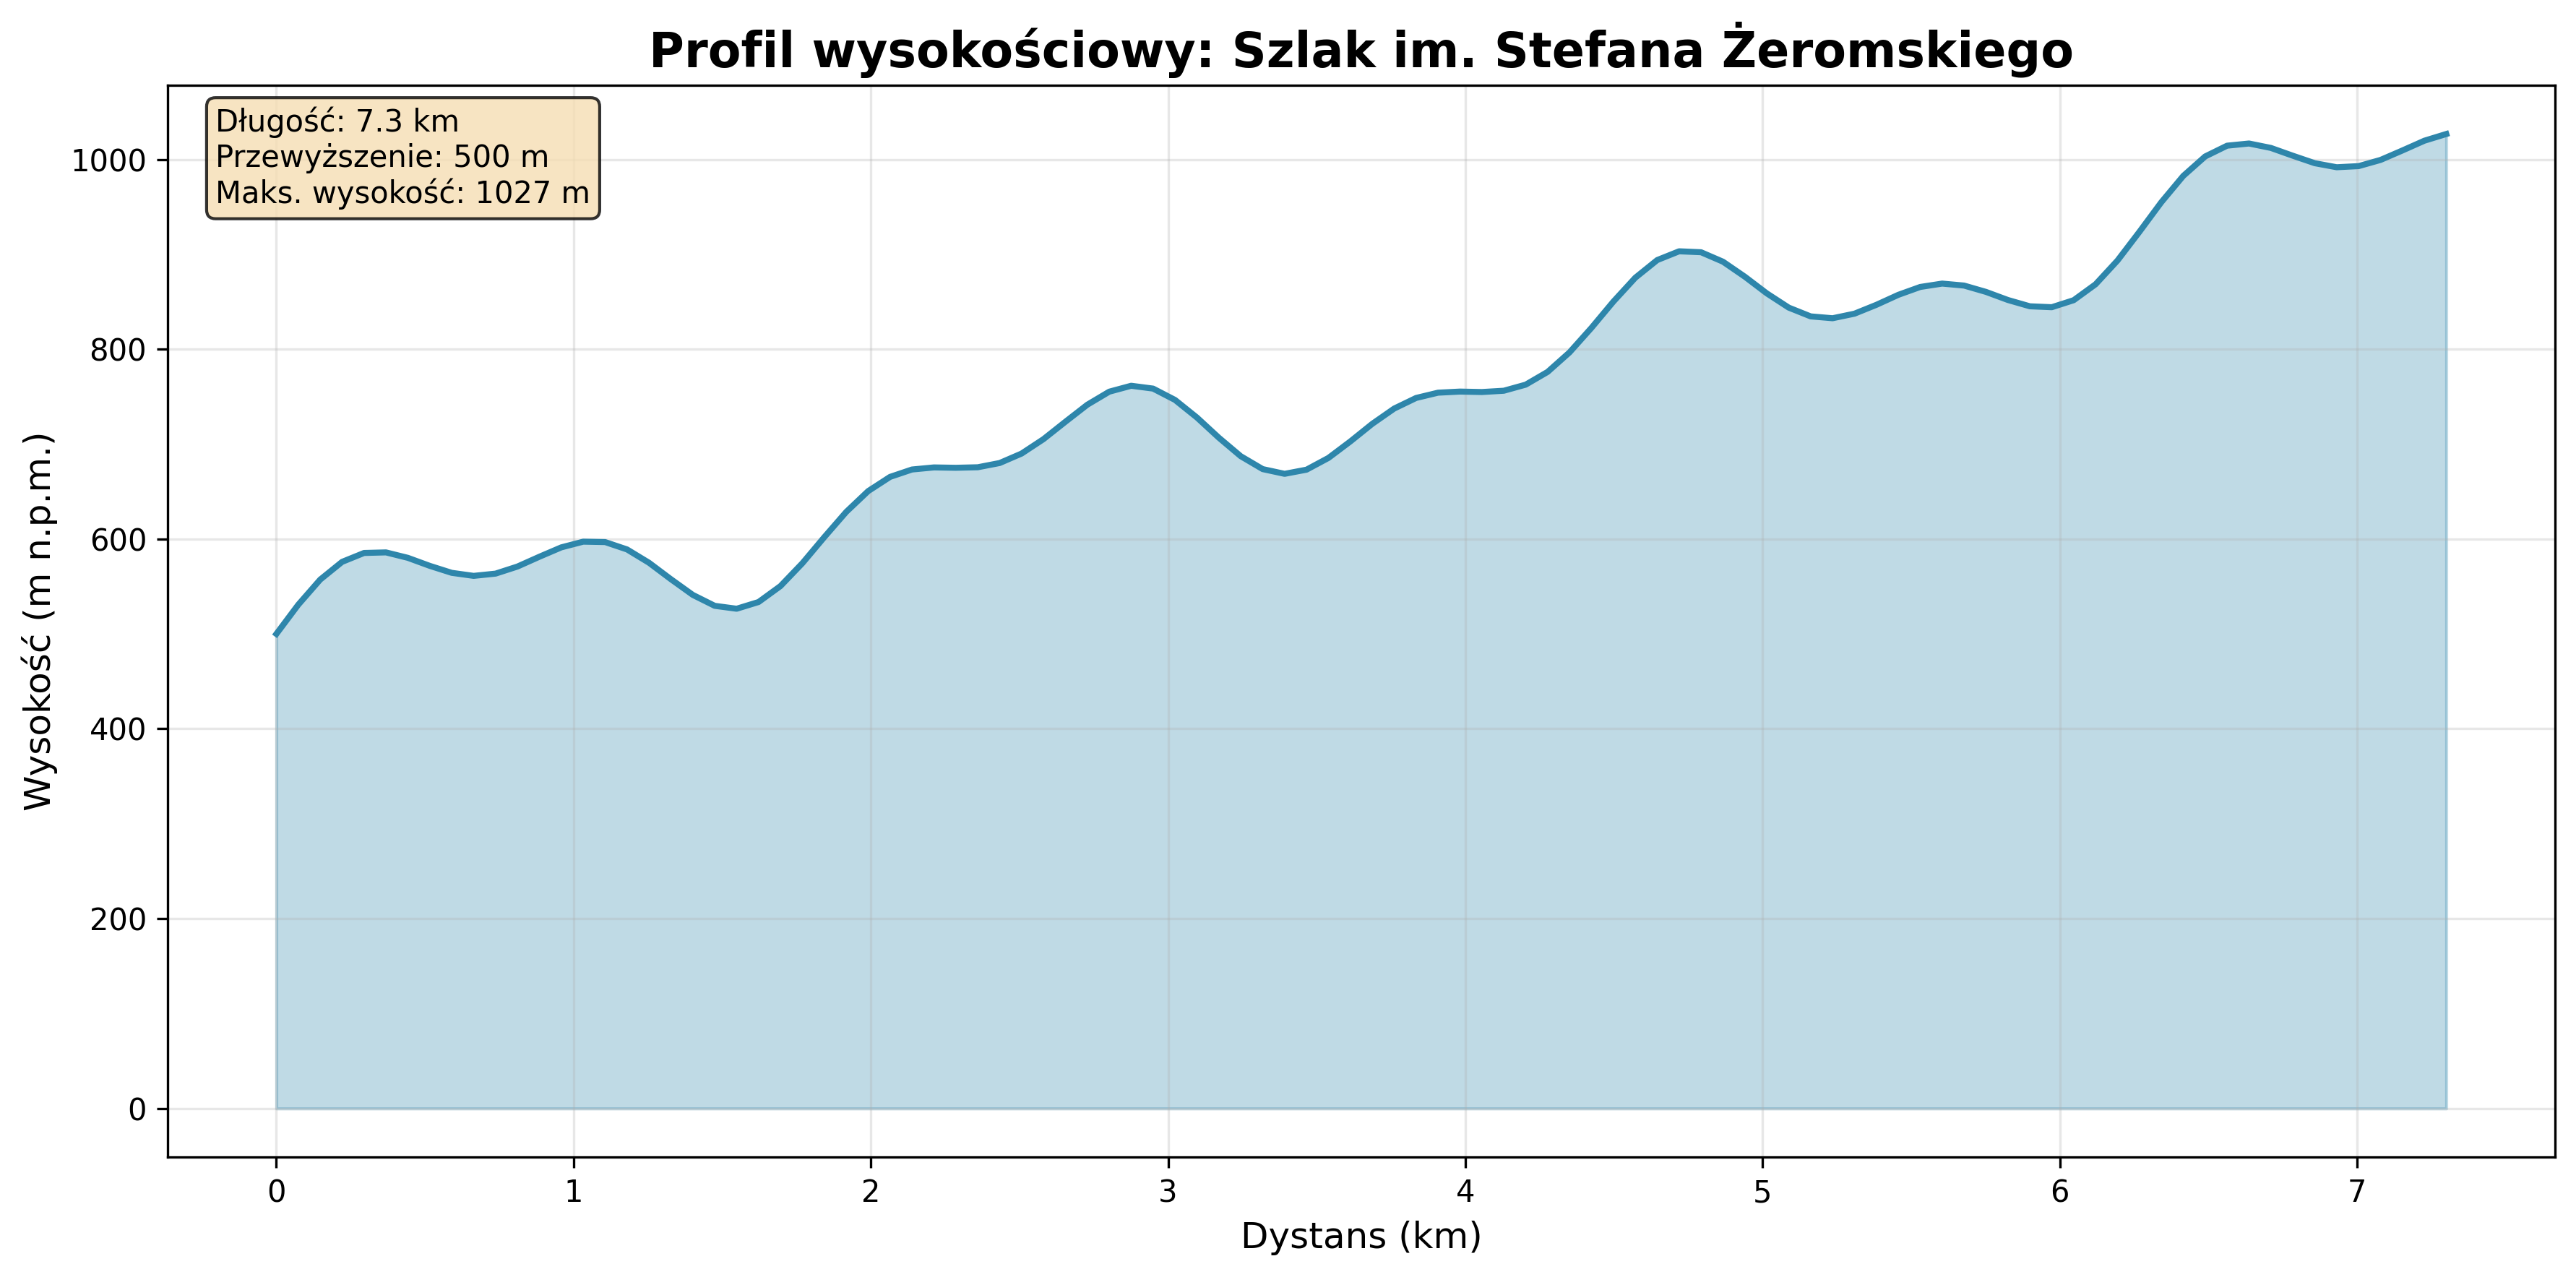 Profil wysokościowy: Szlak im. Stefana Żeromskiego
Długość: 7.3 km
Przewyższenie: 500 m
Maks. wysokość: 1027 m
Wysokość (m n.p.m.)
1000
800
600
400
200
0
0 1 2 3 4 5 6 7
Dystans (km)